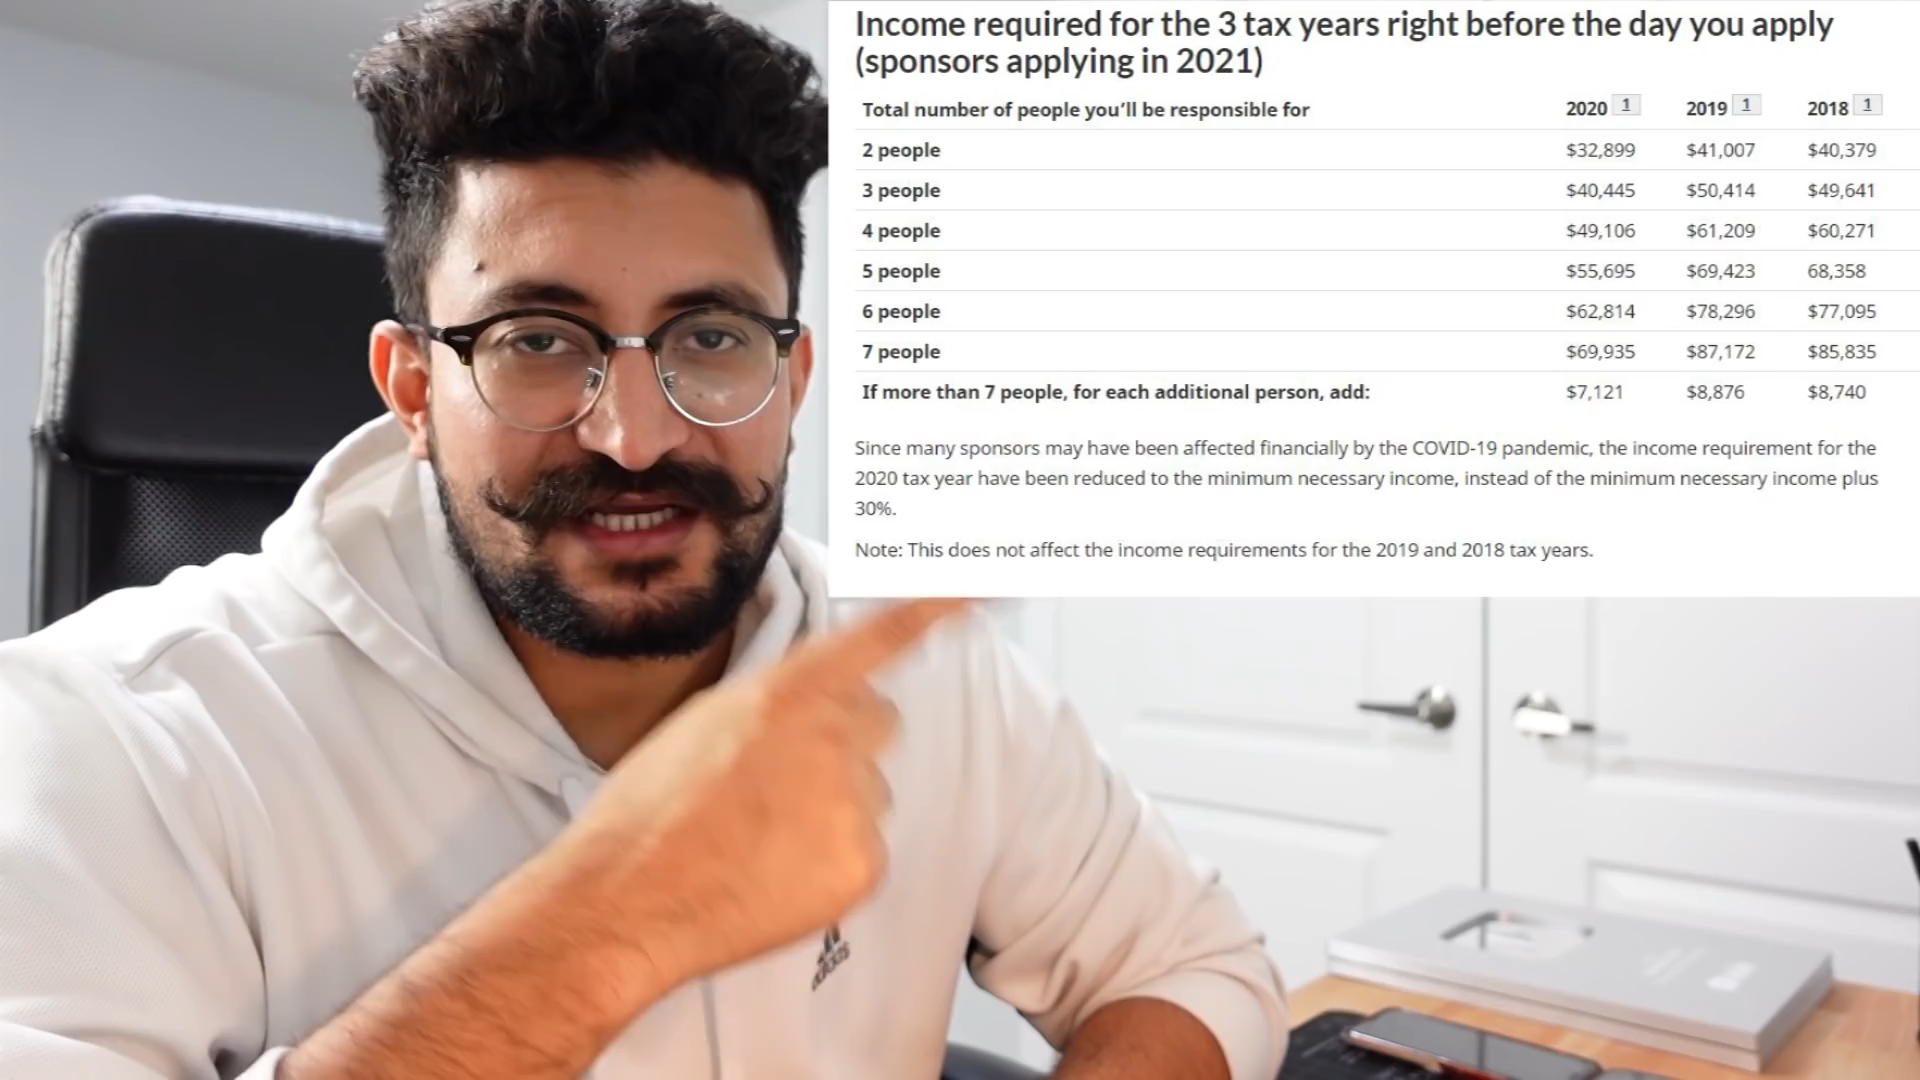 Income required for the 3 tax years right before the day you apply
(sponsors applying in 2021)
Total number of people you’ll be responsible for 2020 1 2019 1 2018 1
2 people $32,899 $41,007 $40,379
3 people $40,445 $50,414 $49,641
4 people $49,106 $61,209 $60,271
5 people $55,695 $69,423 68,358
6 people $62,814 $78,296 $77,095
7 people $69,935 $87,172 $85,835
If more than 7 people, for each additional person, add: $7,121 $8,876 $8,740
Since many sponsors may have been affected financially by the COVID-19 pandemic, the income requirement for the
2020 tax year have been reduced to the minimum necessary income, instead of the minimum necessary income plus
30%.
Note: This does not affect the income requirements for the 2019 and 2018 tax years.
adidas